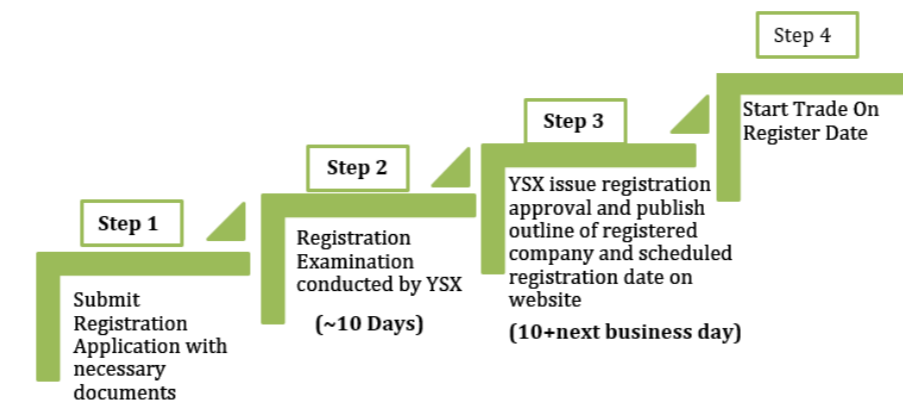 Step 1
Submit
Registration
Application with
necessary
documents
Step 2
Registration
Examination
conducted by YSX
(~10 Days)
Step 3
YSX issue registration
approval and publish
outline of registered
company and scheduled
registration date on
website
(10+next business day)
Step 4
Start Trade On
Register Date